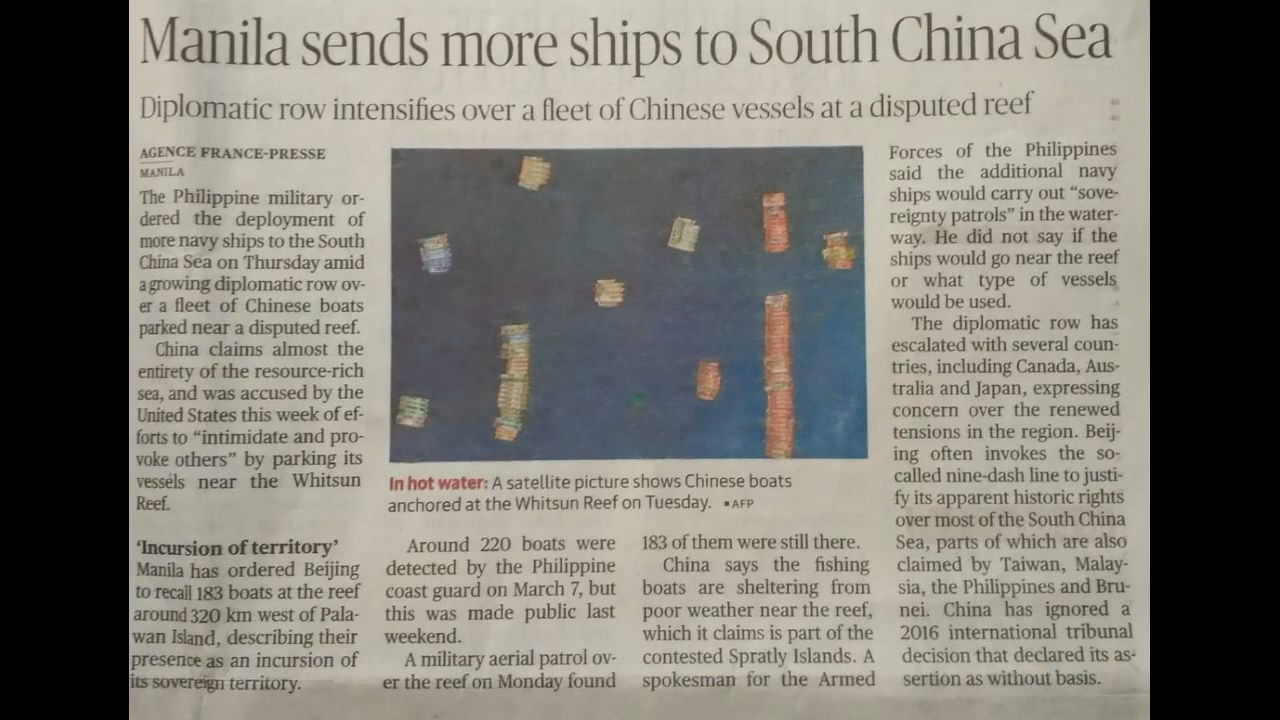 Manila sends more ships to South China Sea
Diplomatic row intensifies over a fleet of Chinese vessels at a disputed reef
AGENCE FRANCE-PRESSE
MANILA
The Philippine military or-
dered the deployment of
more navy ships to the South
China Sea on Thursday amid
a growing diplomatic row ov-
er a fleet of Chinese boats
parked near a disputed reef.
China claims almost the
entirety of the resource-rich
sea, and was accused by the
United States this week of ef-
forts to “intimidate and pro-
voke others” by parking its
vessels near the Whitsun
Reef.
‘Incursion of territory’
Manila has ordered Beijing
to recall 183 boats at the reef
around 320 km west of Pala-
wan Island, describing their
presence as an incursion of
its sovereign territory.
In hot water: A satellite picture shows Chinese boats
anchored at the Whitsun Reef on Tuesday. ▪AFP
Around 220 boats were
detected by the Philippine
coast guard on March 7, but
this was made public last
weekend.
A military aerial patrol ov-
er the reef on Monday found
183 of them were still there.
China says the fishing
boats are sheltering from
poor weather near the reef,
which it claims is part of the
contested Spratly Islands. A
spokesman for the Armed
Forces of the Philippines
said the additional navy
ships would carry out “sove-
reignty patrols” in the water-
way. He did not say if the
ships would go near the reef
or what type of vessels
would be used.
The diplomatic row has
escalated with several coun-
tries, including Canada, Aus-
tralia and Japan, expressing
concern over the renewed
tensions in the region. Beij-
ing often invokes the so-
called nine-dash line to justi-
fy its apparent historic rights
over most of the South China
Sea, parts of which are also
claimed by Taiwan, Malay-
sia, the Philippines and Bru-
nei. China has ignored a
2016 international tribunal
decision that declared its as-
sertion as without basis.